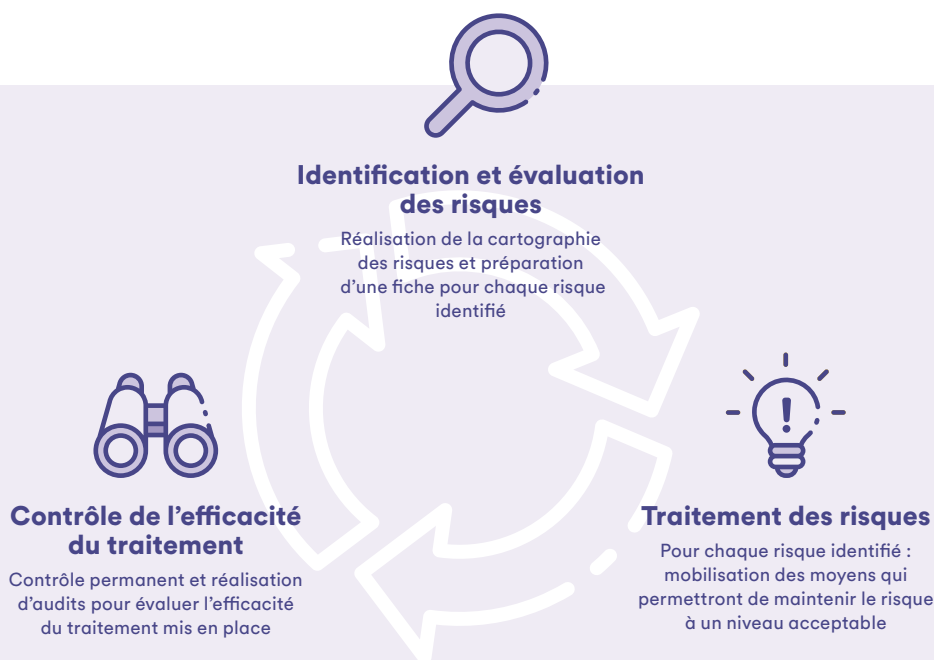 Identification et évaluation
des risques
Réalisation de la cartographie
des risques et préparation
d’une fiche pour chaque risque
identifié
Contrôle de l’efficacité
du traitement
Contrôle permanent et réalisation
d’audits pour évaluer l’efficacité
du traitement mis en place
Traitement des risques
Pour chaque risque identifié :
mobilisation des moyens qui
permettront de maintenir le risque
à un niveau acceptable